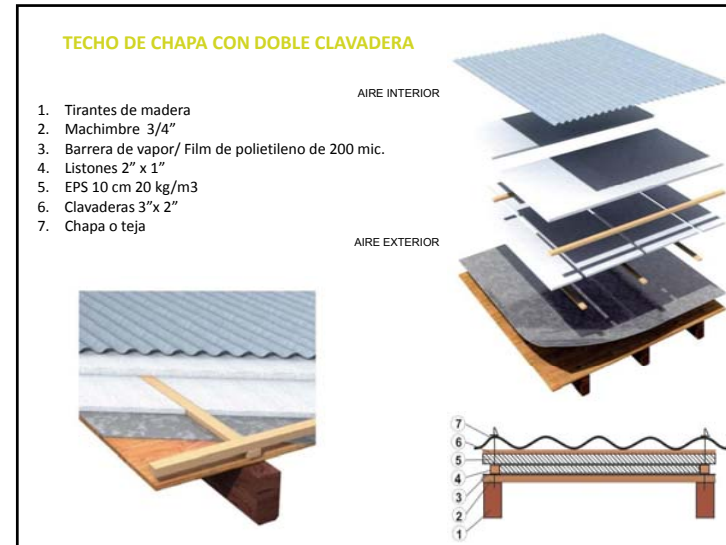 TECHO DE CHAPA CON DOBLE CLAVADERA
AIRE INTERIOR
1. Tirantes de madera
2. Machimbre 3/4”
3. Barrera de vapor/ Film de polietileno de 200 mic.
4. Listones 2” x 1”
5. EPS 10 cm 20 kg/m3
6. Clavaderas 3”x 2”
7. Chapa o teja
AIRE EXTERIOR
7
6
5
4
3
2
1